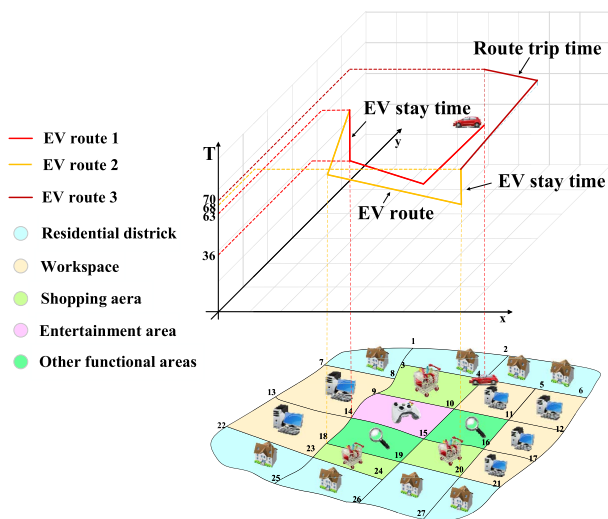 Route trip time
EV stay time
EV route 1
EV route 2
EV route 3
T
y
EV stay time
EV route
70
68
63
36
x
Residential districk
Workspace
Shopping aera
Entertainment area
Other functional areas
1
2
3
4
5
6
7
8
9
10
11
12
13
14
15
16
17
18
19
20
21
22
23
24
25
26
27